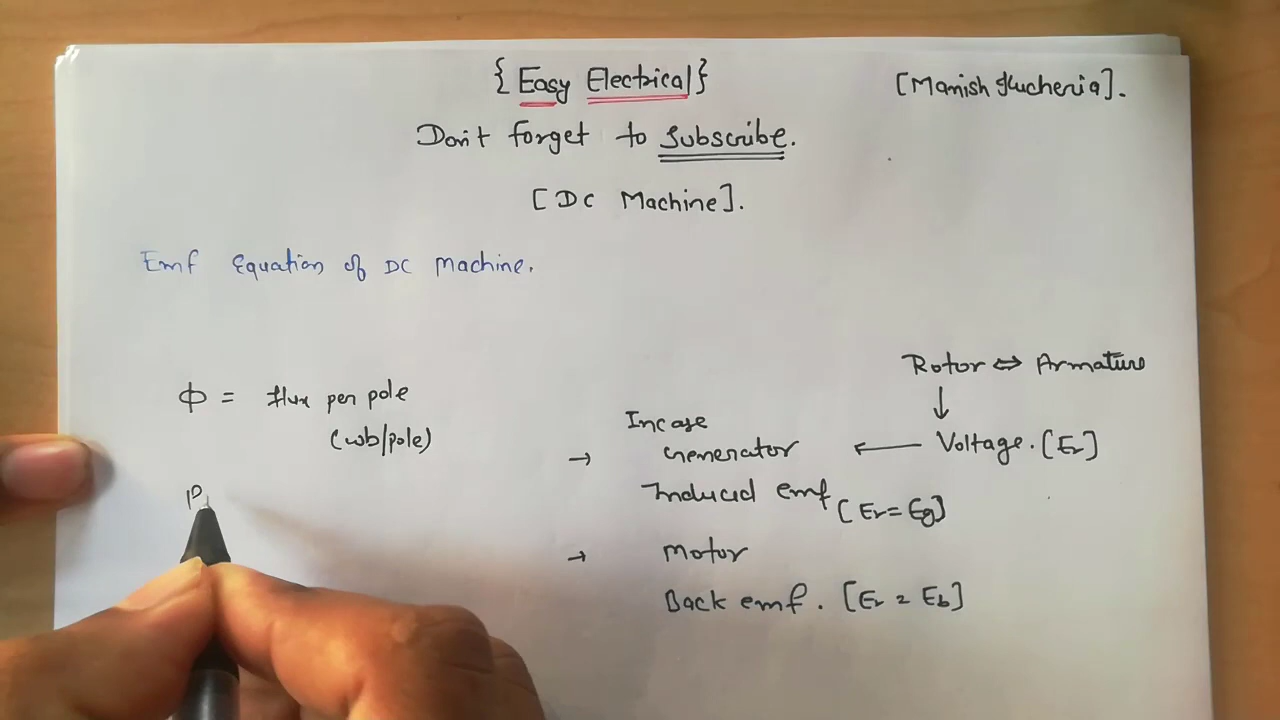 {Easy Electrical}
[Manish Kucheria].
Don't forget to Subscribe.
[DC Machine].
Emf Equation of DC Machine.
Φ = flux per pole
(wb/pole)
P
Rotor ⇔ Armature
↓
Voltage. [Er]
←
Incase
→ Generator
Induced emf [Er = Eg]
→ Motor
Back emf. [Er = Eb]